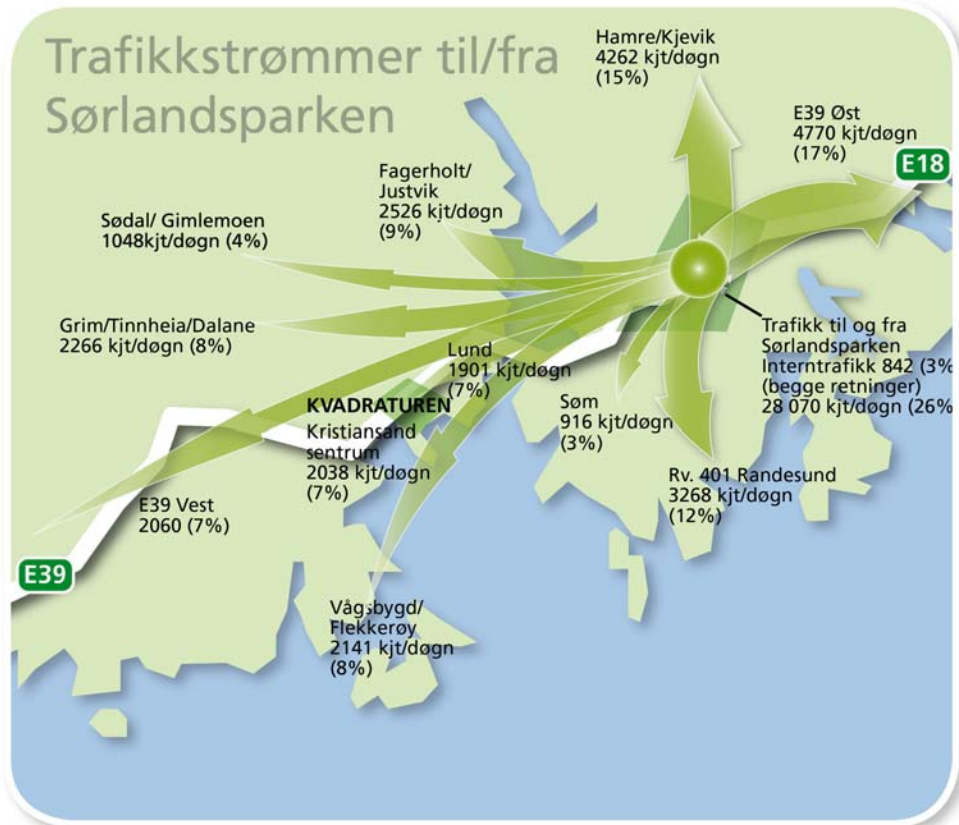 Trafikkstrømmer til/fra
Sørlandsparken
Hamre/Kjevik
4262 kjt/døgn
(15%)
E39 Øst
4770 kjt/døgn
(17%)
E18
Fagerholt/
Justvik
2526 kjt/døgn
(9%)
Sødal/ Gimlemoen
1048kjt/døgn (4%)
Grim/Tinnheia/Dalane
2266 kjt/døgn (8%)
Lund
1901 kjt/døgn
(7%)
Trafikk til og fra
Sørlandsparken
Interntrafikk 842 (3%
(begge retninger)
28 070 kjt/døgn (26%
KVADRATUREN
Kristiansand
sentrum
2038 kjt/døgn
(7%)
Søm
916 kjt/døgn
(3%)
Rv. 401 Randesund
3268 kjt/døgn
(12%)
E39 Vest
2060 (7%)
E39
Vågsbygd/
Flekkerøy
2141 kjt/døgn
(8%)